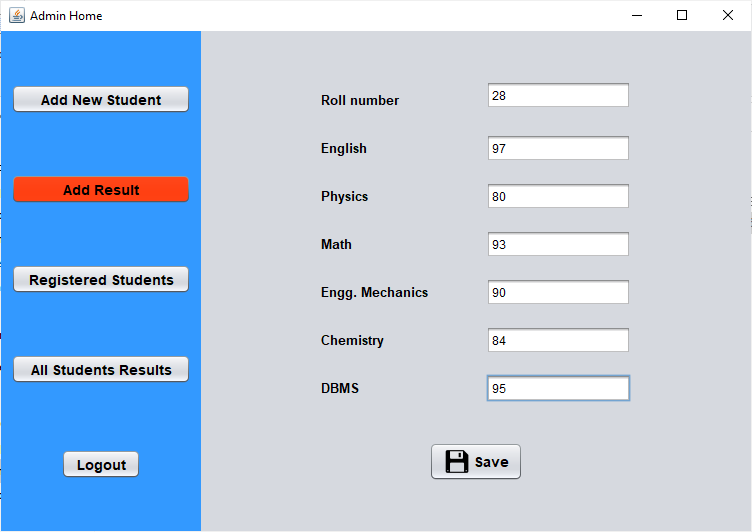 Admin Home
Add New Student
Add Result
Registered Students
All Students Results
Logout
Roll number 28
English 97
Physics 80
Math 93
Engg. Mechanics 90
Chemistry 84
DBMS 95
Save